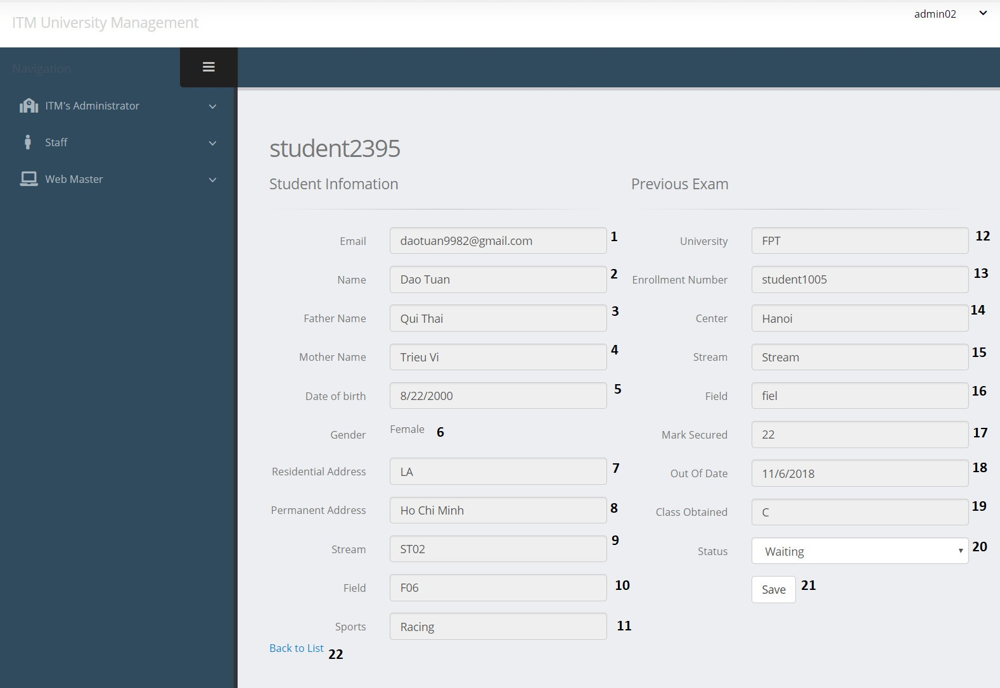 ITM University Management
admin02
Navigation
ITM's Administrator
Staff
Web Master
student2395
Student Infomation
Email daotuan9982@gmail.com 1
Name Dao Tuan 2
Father Name Qui Thai 3
Mother Name Trieu Vi 4
Date of birth 8/22/2000 5
Gender Female 6
Residential Address LA 7
Permanent Address Ho Chi Minh 8
Stream ST02 9
Field F06 10
Sports Racing 11
Back to List 22
Previous Exam
University FPT 12
Enrollment Number student1005 13
Center Hanoi 14
Stream Stream 15
Field fiel 16
Mark Secured 22 17
Out Of Date 11/6/2018 18
Class Obtained C 19
Status Waiting 20
Save 21